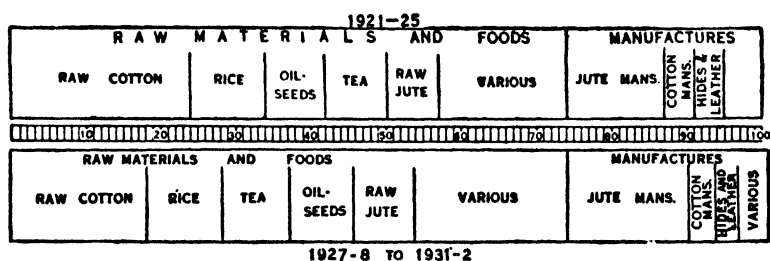 1921-25
RAW MATERIALS AND FOODS MANUFACTURES
RAW COTTON RICE OIL-SEEDS TEA RAW JUTE VARIOUS JUTE MANS. COTTON MANS. HIDES & LEATHER
10 20 30 40 50 60 70 80 90 100
RAW MATERIALS AND FOODS MANUFACTURES
RAW COTTON RICE TEA OIL-SEEDS RAW JUTE VARIOUS JUTE MANS. COTTON MANS. HIDES AND LEATHER VARIOUS
1927-8 TO 1931-2